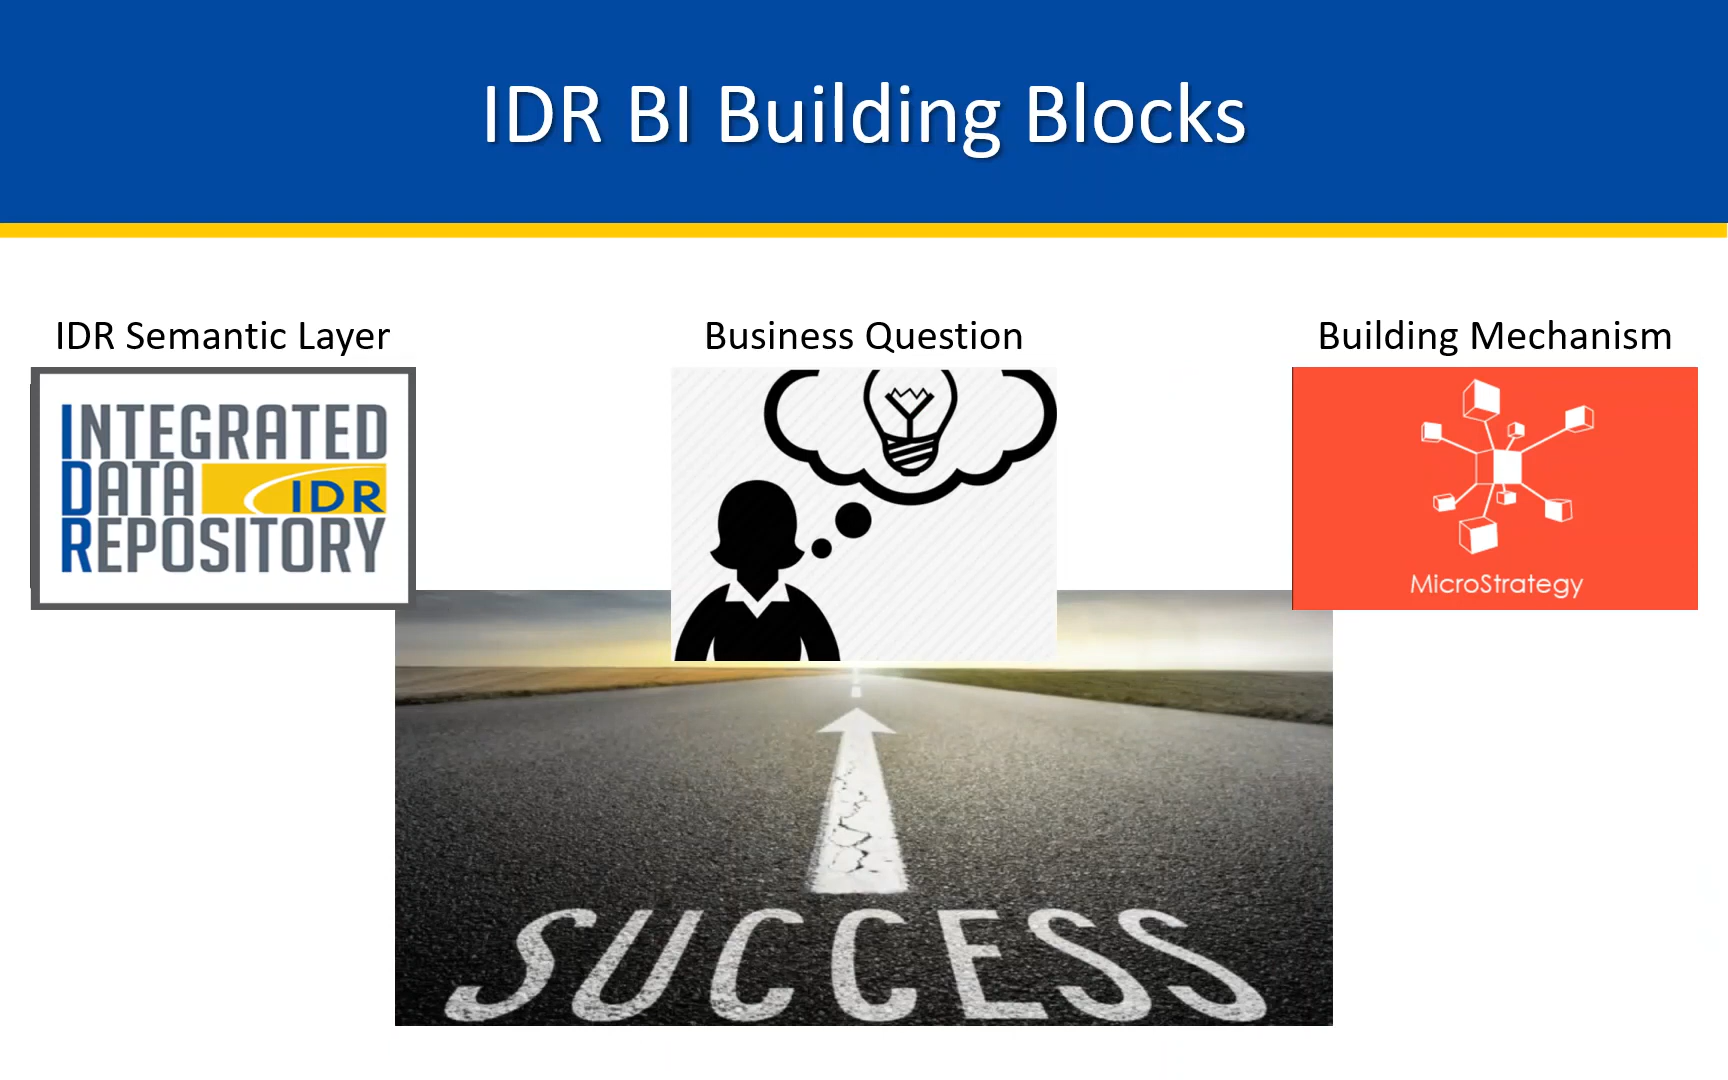 IDR BI Building Blocks
IDR Semantic Layer
Business Question
Building Mechanism
INTEGRATED
DATA IDR
REPOSITORY
MicroStrategy
SUCCESS